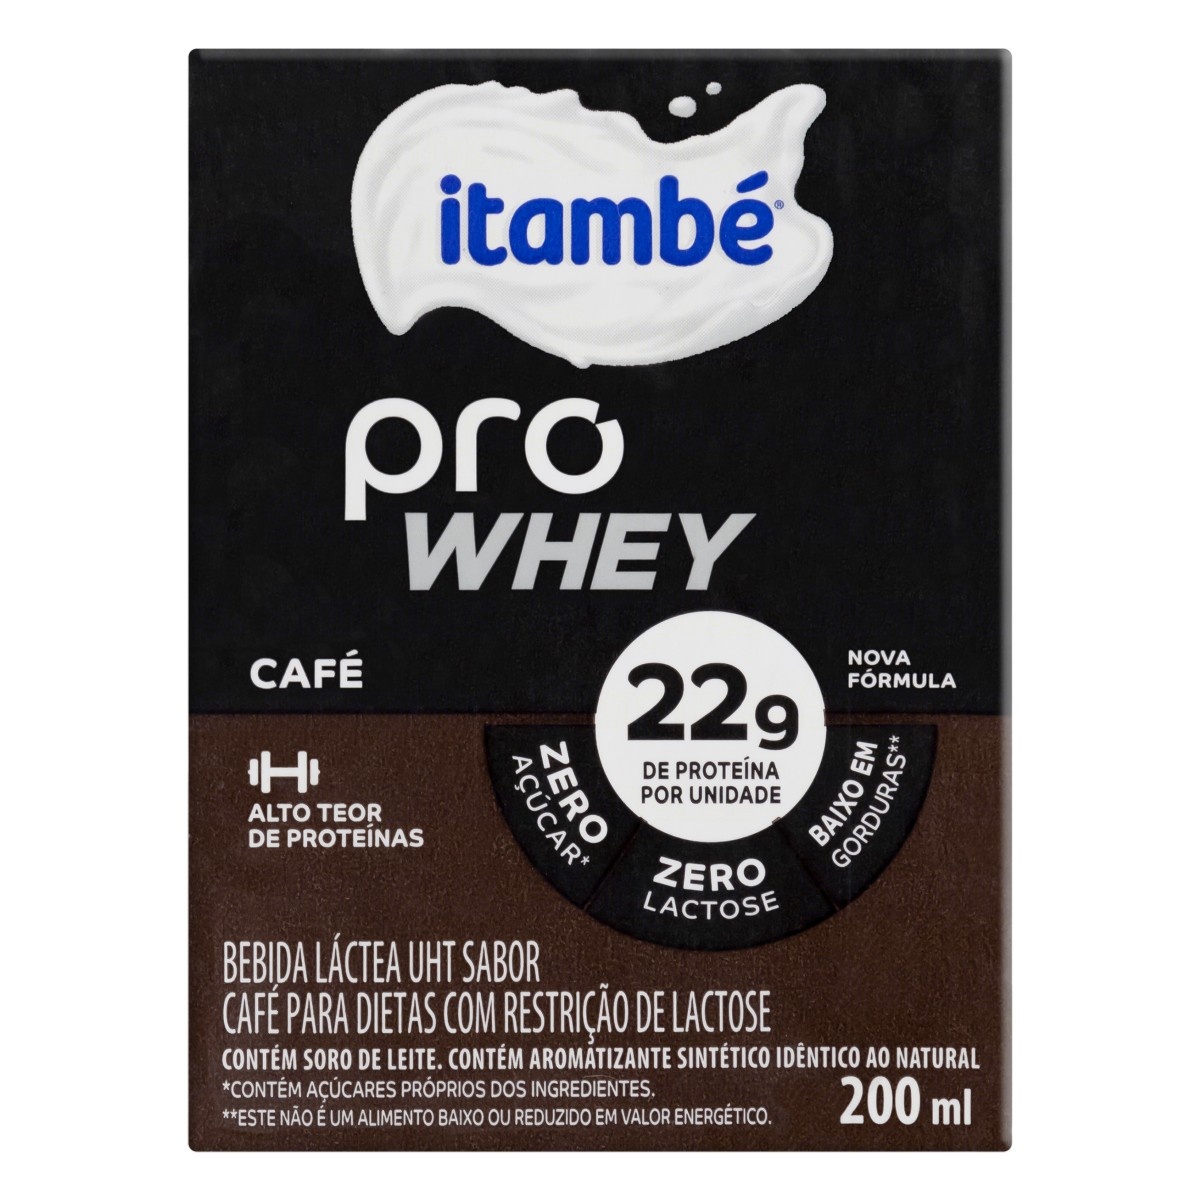 itambé®
pro
WHEY
CAFÉ
NOVA
FÓRMULA
22g
DE PROTEÍNA
POR UNIDADE
ZERO
AÇÚCAR*
ZERO
LACTOSE
BAIXO EM
GORDURAS**
ALTO TEOR
DE PROTEÍNAS
BEBIDA LÁCTEA UHT SABOR
CAFÉ PARA DIETAS COM RESTRIÇÃO DE LACTOSE
CONTÉM SORO DE LEITE. CONTÉM AROMATIZANTE SINTÉTICO IDÊNTICO AO NATURAL
*CONTÉM AÇÚCARES PRÓPRIOS DOS INGREDIENTES.
**ESTE NÃO É UM ALIMENTO BAIXO OU REDUZIDO EM VALOR ENERGÉTICO.
200 ml